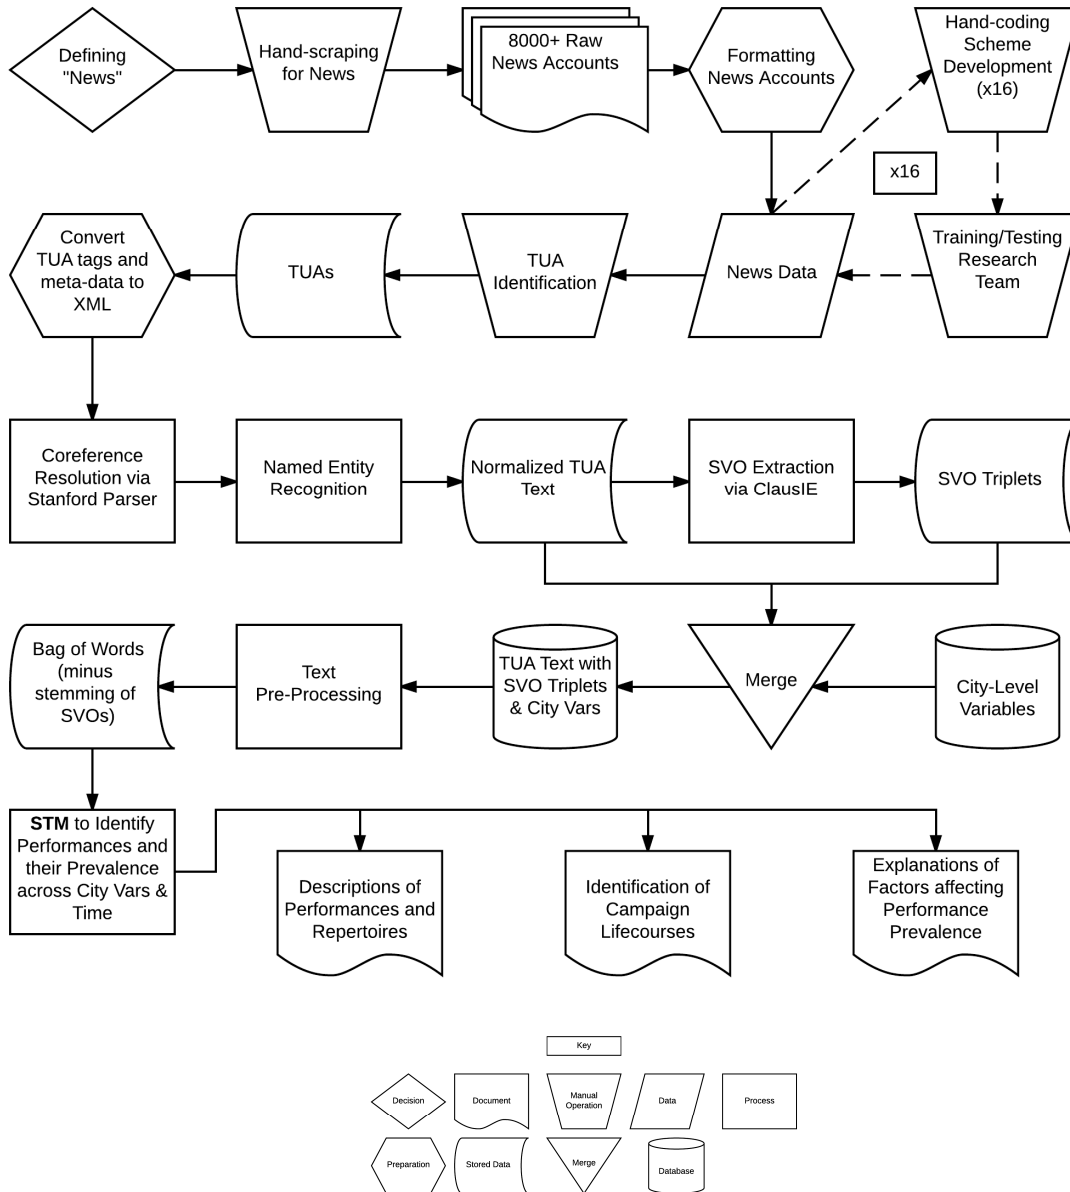 Defining
"News"
Hand-scraping
for News
8000+ Raw
News Accounts
Formatting
News Accounts
Hand-coding
Scheme
Development
(x16)
x16
Convert
TUA tags and
meta-data to
XML
TUAs
TUA
Identification
News Data
Training/Testing
Research
Team
Coreference
Resolution via
Stanford Parser
Named Entity
Recognition
Normalized TUA
Text
SVO Extraction
via ClausIE
SVO Triplets
Bag of Words
(minus
stemming of
SVOs)
Text
Pre-Processing
TUA Text with
SVO Triplets
& City Vars
Merge
City-Level
Variables
STM to Identify
Performances and
their Prevalence
across City Vars &
Time
Descriptions of
Performances and
Repertoires
Identification of
Campaign
Lifecourses
Explanations of
Factors affecting
Performance
Prevalence
Key
Decision
Document
Manual
Operation
Data
Process
Preparation
Stored Data
Merge
Database